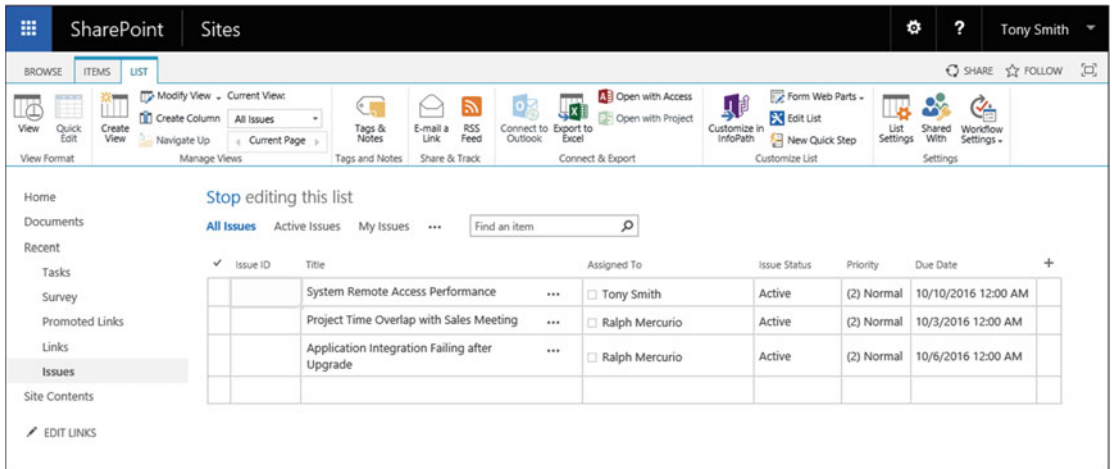 SharePoint Sites ? Tony Smith
BROWSE ITEMS LIST SHARE FOLLOW
View
Quick
Edit
View Format
Create
View
Modify View
Create Column
Navigate Up
Current View:
All Issues
Current Page
Manage Views
Tags &
Notes
Tags and Notes
E-mail a
Link
RSS
Feed
Share & Track
Connect to
Outlook
Export to
Excel
Open with Access
Open with Project
Connect & Export
Customize in
InfoPath
Form Web Parts
Edit List
New Quick Step
Customize List
List
Settings
Shared
With
Workflow
Settings
Settings
Home
Documents
Recent
Tasks
Survey
Promoted Links
Links
Issues
Site Contents
EDIT LINKS
Stop editing this list
All Issues Active Issues My Issues ••• Find an item
Issue ID Title Assigned To Issue Status Priority Due Date +
System Remote Access Performance ••• Tony Smith Active (2) Normal 10/10/2016 12:00 AM
Project Time Overlap with Sales Meeting ••• Ralph Mercurio Active (2) Normal 10/3/2016 12:00 AM
Application Integration Failing after
Upgrade ••• Ralph Mercurio Active (2) Normal 10/6/2016 12:00 AM